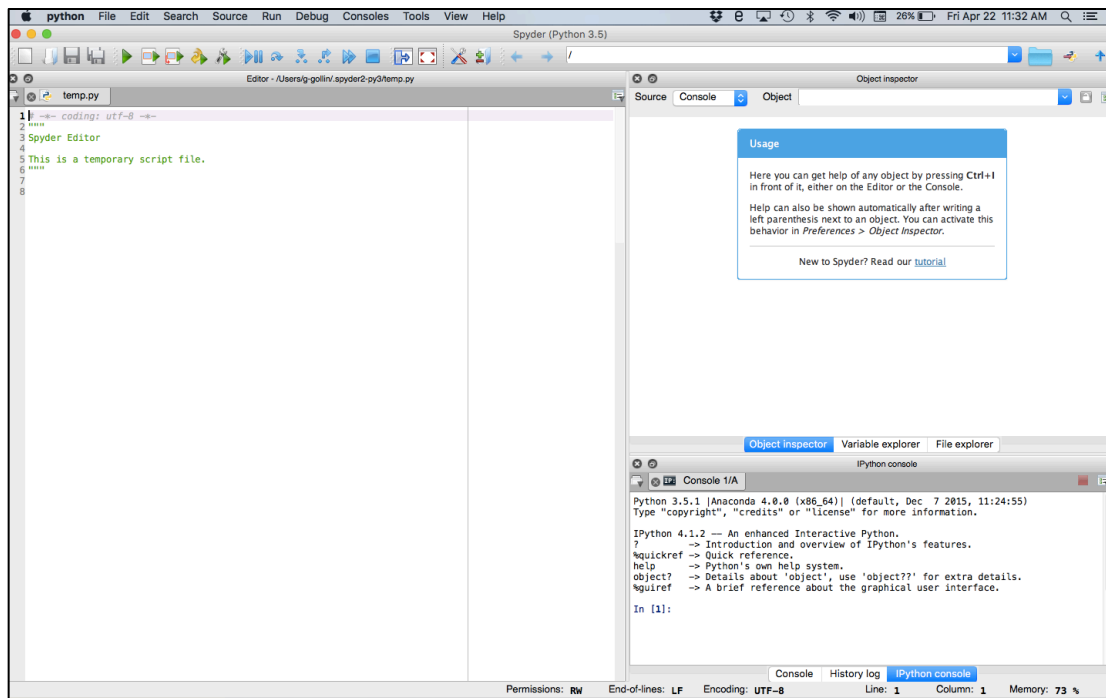 python File Edit Search Source Run Debug Consoles Tools View Help 26% Fri Apr 22 11:32 AM
Spyder (Python 3.5)
/
Editor - /Users/g-gollin/.spyder2-py3/temp.py
temp.py
1 # -*- coding: utf-8 -*-
2 """
3 Spyder Editor
4
5 This is a temporary script file.
6 """
7
8
Object inspector
Source Console Object
Usage
Here you can get help of any object by pressing Ctrl+I
in front of it, either on the Editor or the Console.
Help can also be shown automatically after writing a
left parenthesis next to an object. You can activate this
behavior in Preferences > Object Inspector.
New to Spyder? Read our tutorial
Object inspector Variable explorer File explorer
IPython console
Console 1/A
Python 3.5.1 |Anaconda 4.0.0 (x86_64)| (default, Dec  7 2015, 11:24:55)
Type "copyright", "credits" or "license" for more information.
IPython 4.1.2 -- An enhanced Interactive Python.
?         -> Introduction and overview of IPython's features.
%quickref -> Quick reference.
help      -> Python's own help system.
object?   -> Details about 'object', use 'object??' for extra details.
%guiref   -> A brief reference about the graphical user interface.
In [1]:
Console History log IPython console
Permissions: RW End-of-lines: LF Encoding: UTF-8 Line: 1 Column: 1 Memory: 73 %